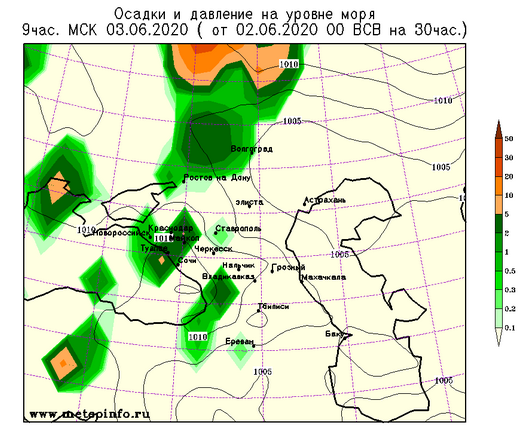 Осадки и давление на уровне моря
9час. МСК 03.06.2020 ( от 02.06.2020 00 ВСВ на 30час.)
1010
1010
1005
Волгоград
1005
Ростов на Дону
Элиста
Астрахань
1010
Новороссийск
Краснодар
1010
Майкоп
Ставрополь
Туапсе
Черкесск
Сочи
1005
Нальчик
Грозный
Владикавказ
Махачкала
Тбилиси
1010
Ереван
Баку
1005
1005
www.meteoinfo.ru
50
30
20
10
5
2
1
0.5
0.3
0.2
0.1